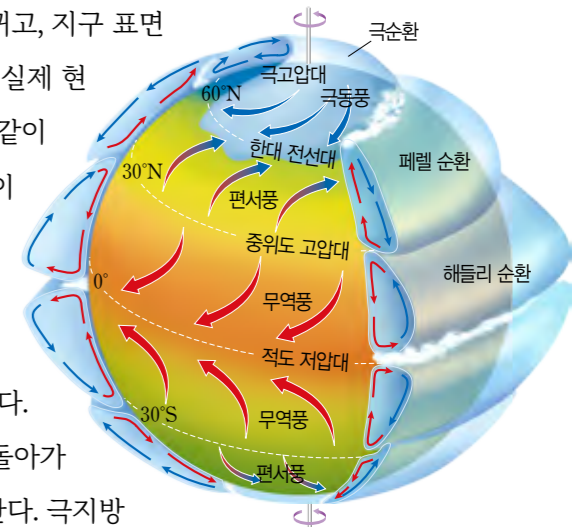 뀌고, 지구 표면
실제 현
같이
이
다.
돌아가
한다. 극지방
극순환
극고압대
60°N
극동풍
한대 전선대
페렐 순환
30°N
편서풍
중위도 고압대
해들리 순환
0°
무역풍
적도 저압대
30°S
무역풍
편서풍